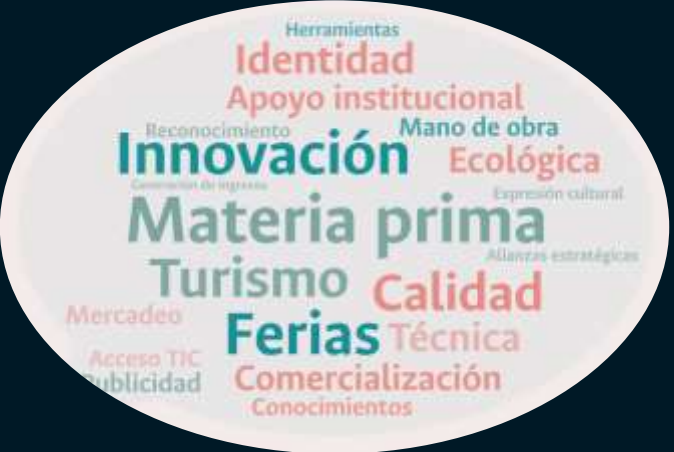 Herramientas
Identidad
Apoyo institucional
Reconocimiento
Mano de obra
Innovación
Ecológica
Generación de ingresos
Expresión cultural
Materia prima
Alianzas estratégicas
Turismo
Calidad
Mercadeo
Ferias
Técnica
Acceso TIC
Publicidad
Comercialización
Conocimientos